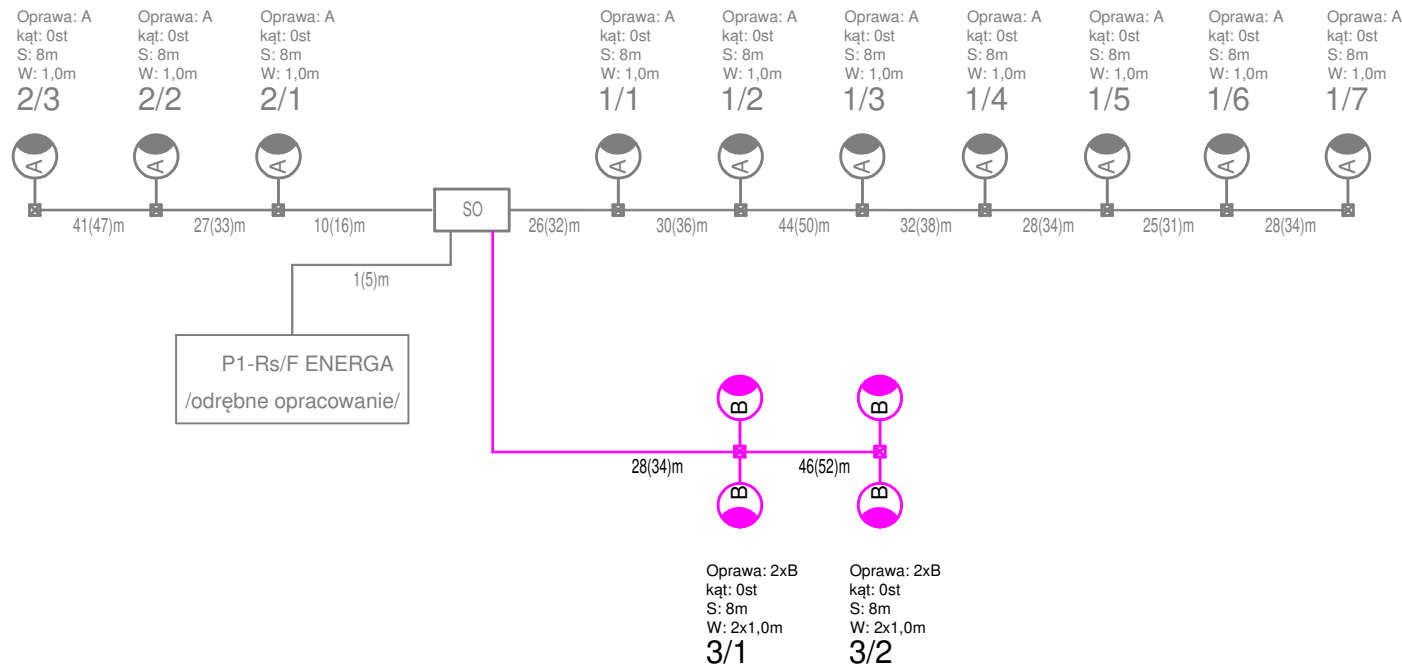 Oprawa: A
kąt: 0st
S: 8m
W: 1,0m
2/3
Oprawa: A
kąt: 0st
S: 8m
W: 1,0m
2/2
Oprawa: A
kąt: 0st
S: 8m
W: 1,0m
2/1
Oprawa: A
kąt: 0st
S: 8m
W: 1,0m
1/1
Oprawa: A
kąt: 0st
S: 8m
W: 1,0m
1/2
Oprawa: A
kąt: 0st
S: 8m
W: 1,0m
1/3
Oprawa: A
kąt: 0st
S: 8m
W: 1,0m
1/4
Oprawa: A
kąt: 0st
S: 8m
W: 1,0m
1/5
Oprawa: A
kąt: 0st
S: 8m
W: 1,0m
1/6
Oprawa: A
kąt: 0st
S: 8m
W: 1,0m
1/7
A
A
A
A
A
A
A
A
A
A
41(47)m
27(33)m
10(16)m
SO
26(32)m
30(36)m
44(50)m
32(38)m
28(34)m
25(31)m
28(34)m
1(5)m
P1-Rs/F ENERGA
/odrębne opracowanie/
B
B
28(34)m
46(52)m
B
B
Oprawa: 2xB
kąt: 0st
S: 8m
W: 2x1,0m
3/1
Oprawa: 2xB
kąt: 0st
S: 8m
W: 2x1,0m
3/2